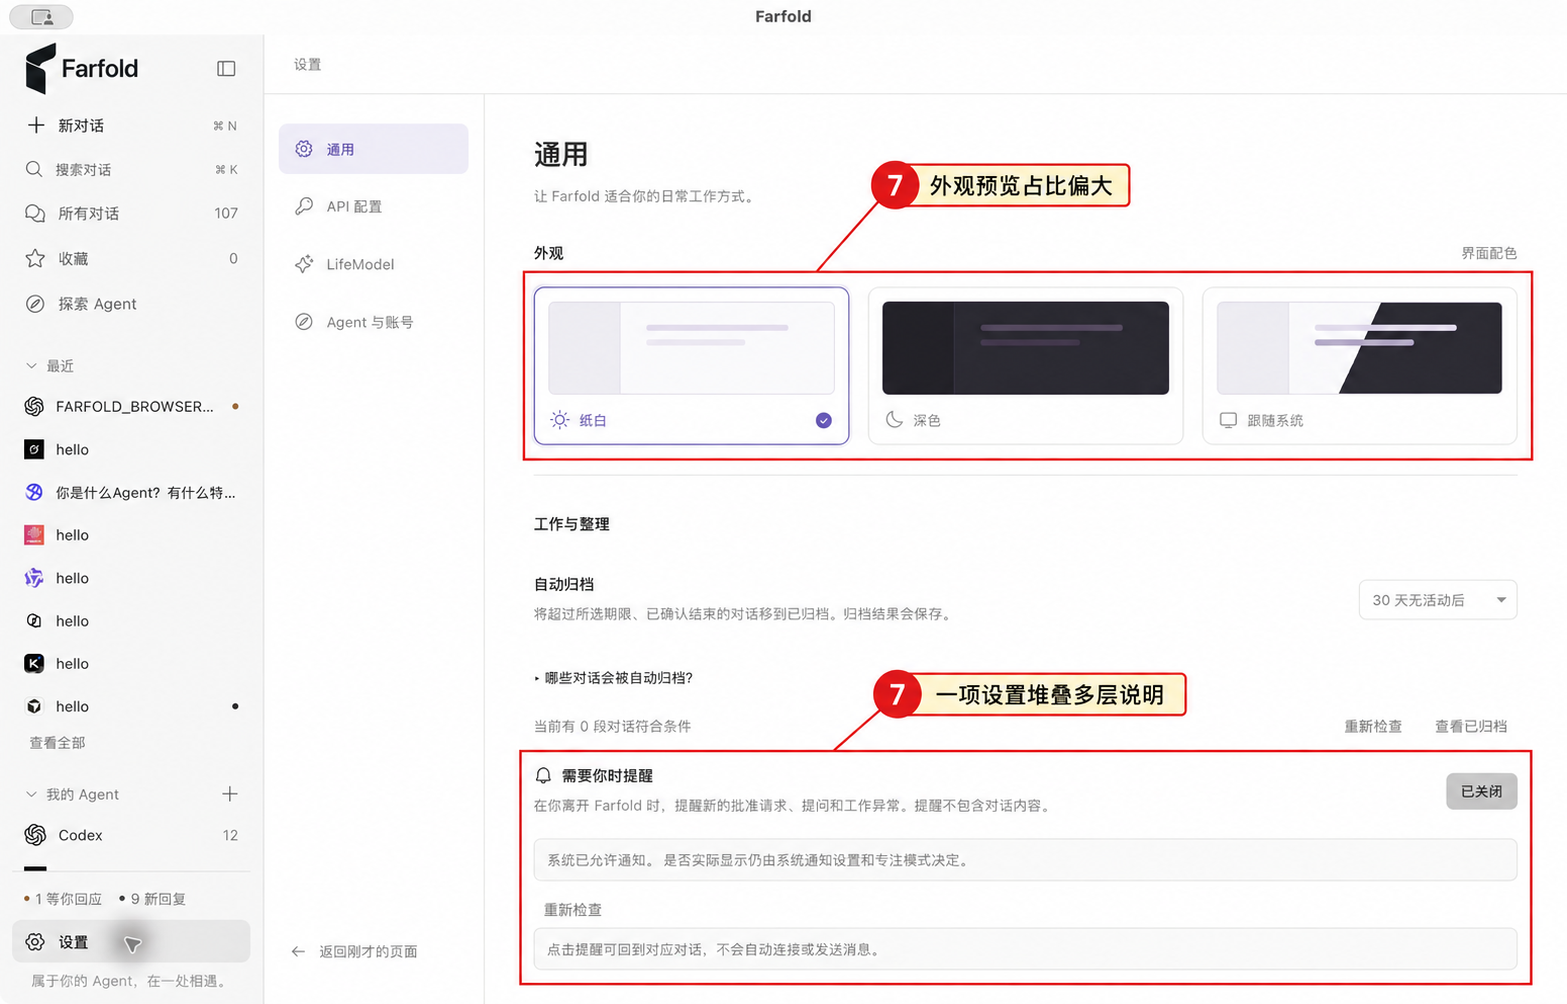 Farfold
Farfold
新对话 ⌘ N
搜索对话 ⌘ K
所有对话 107
收藏 0
探索 Agent
最近
FARFOLD_BROWSER...
hello
你是什么Agent？有什么特...
hello
hello
hello
hello
hello
查看全部
我的 Agent
Codex 12
1 等你回应 9 新回复
设置
属于你的 Agent，在一处相遇。
设置
通用
API 配置
LifeModel
Agent 与账号
返回刚才的页面
通用
让 Farfold 适合你的日常工作方式。
7 外观预览占比偏大
外观 界面配色
纸白 深色 跟随系统
工作与整理
自动归档
将超过所选期限、已确认结束的对话移到已归档。归档结果会保存。
30 天无活动后
哪些对话会被自动归档?
7 一项设置堆叠多层说明
当前有 0 段对话符合条件 重新检查 查看已归档
需要你时提醒
在你离开 Farfold 时，提醒新的批准请求、提问和工作异常。提醒不包含对话内容。
已关闭
系统已允许通知。 是否实际显示仍由系统通知设置和专注模式决定。
重新检查
点击提醒可回到对应对话，不会自动连接或发送消息。